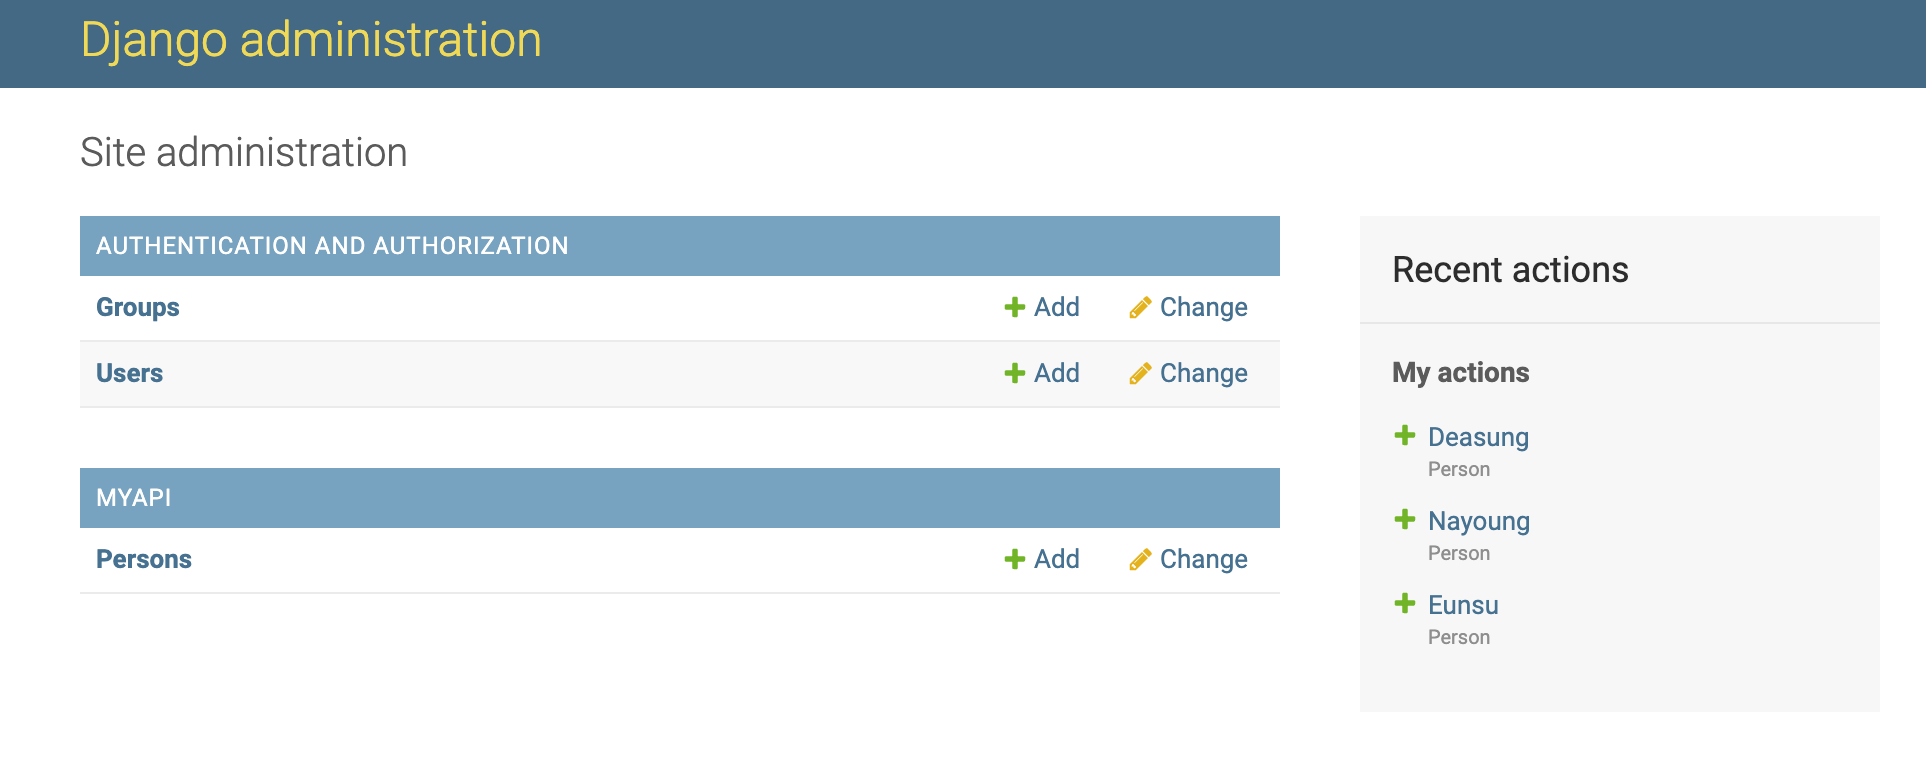 Django administration
Site administration
AUTHENTICATION AND AUTHORIZATION
Groups Add Change
Users Add Change
MYAPI
Persons Add Change
Recent actions
My actions
Deasung
Person
Nayoung
Person
Eunsu
Person